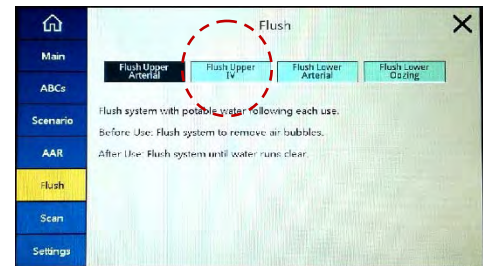 Flush
X
Main
ABCs
Scenario
AAR
Flush
Scan
Settings
Flush Upper
Arterial
Flush Upper
IV
Flush Lower
Arterial
Flush Lower
Oozing
Flush system with potable water following each use.
Before Use: Flush system to remove air bubbles.
After Use: Flush system until water runs clear.